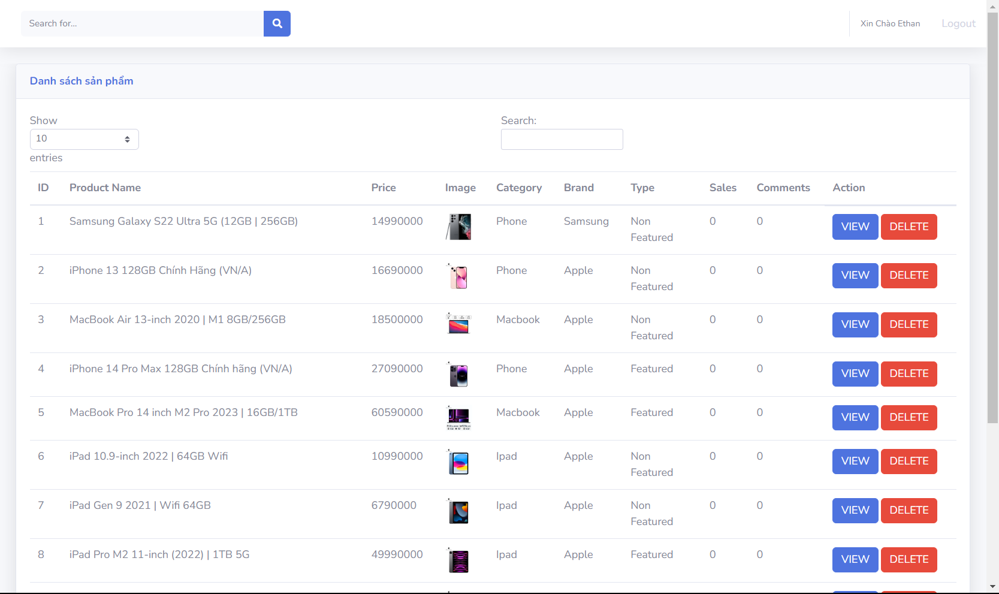 Search for...
Xin Chào Ethan
Logout
Danh sách sản phẩm
Show
10
entries
Search:
ID Product Name Price Image Category Brand Type Sales Comments Action
1 Samsung Galaxy S22 Ultra 5G (12GB | 256GB) 14990000 Phone Samsung Non Featured 0 0 VIEW DELETE
2 iPhone 13 128GB Chính Hãng (VN/A) 16690000 Phone Apple Non Featured 0 0 VIEW DELETE
3 MacBook Air 13-inch 2020 | M1 8GB/256GB 18500000 Macbook Apple Non Featured 0 0 VIEW DELETE
4 iPhone 14 Pro Max 128GB Chính hãng (VN/A) 27090000 Phone Apple Featured 0 0 VIEW DELETE
5 MacBook Pro 14 inch M2 Pro 2023 | 16GB/1TB 60590000 Macbook Apple Featured 0 0 VIEW DELETE
6 iPad 10.9-inch 2022 | 64GB Wifi 10990000 Ipad Apple Non Featured 0 0 VIEW DELETE
7 iPad Gen 9 2021 | Wifi 64GB 6790000 Ipad Apple Non Featured 0 0 VIEW DELETE
8 iPad Pro M2 11-inch (2022) | 1TB 5G 49990000 Ipad Apple Featured 0 0 VIEW DELETE